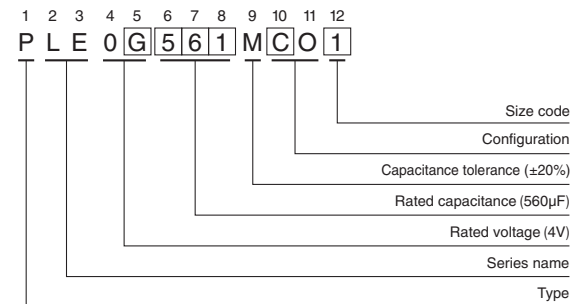 1 2 3 4 5 6 7 8 9 10 11 12
P L E 0 G 5 6 1 M C O 1
Size code
Configuration
Capacitance tolerance (±20%)
Rated capacitance (560µF)
Rated voltage (4V)
Series name
Type